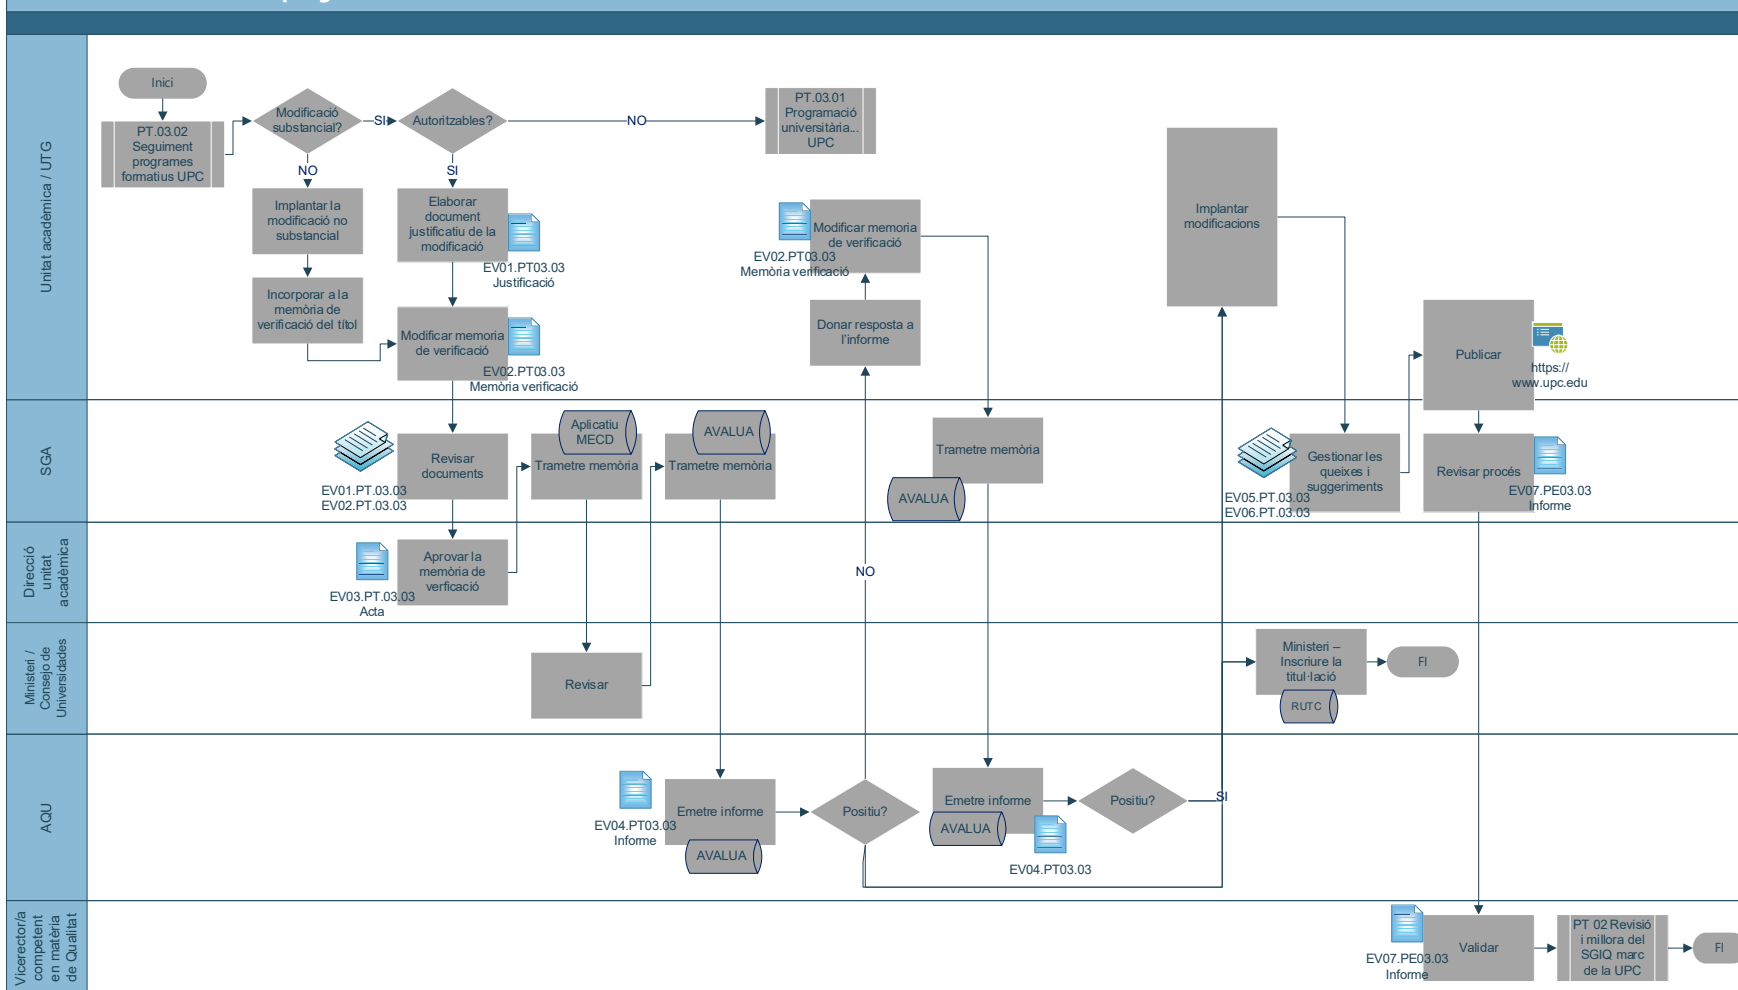 Unitat acadèmica / UTG
Inici
PT.03.02
Seguiment
programes
formatius UPC
Modificació
substancial?
SI
Autoritzables?
NO
PT.03.01
Programació
universitària...
UPC
NO
SI
Implantar la
modificació no
substancial
Elaborar
document
justificatiu de la
modificació
EV01.PT03.03
Justificació
Incorporar a la
memòria de
verificació del títol
Modificar memoria
de verificació
EV02.PT03.03
Memòria verificació
Modificar memoria
de verificació
EV02.PT03.03
Memòria verificació
Donar resposta a
l'informe
Implantar
modificacions
Publicar
https://
www.upc.edu
SGA
EV01.PT.03.03
EV02.PT.03.03
Revisar
documents
Aplicatiu
MECD
Trametre memòria
AVALUA
Trametre memòria
Trametre memòria
AVALUA
EV05.PT.03.03
EV06.PT.03.03
Gestionar les
queixes i
suggeriments
Revisar procés
EV07.PE03.03
Informe
Direcció
unitat
acadèmica
EV03.PT.03.03
Acta
Aprovar la
memòria de
verficació
NO
Ministeri /
Consejo de
Universidades
Revisar
Ministeri –
Inscriure la
titul·lació
RUTC
FI
AQU
EV04.PT03.03
Informe
Emetre informe
AVALUA
Positiu?
Emetre informe
AVALUA
EV04.PT03.03
Positiu?
SI
Vicerector/a
competent
en matèria
de Qualitat
EV07.PE03.03
Informe
Validar
PT 02 Revisió
i millora del
SGIQ marc
de la UPC
FI